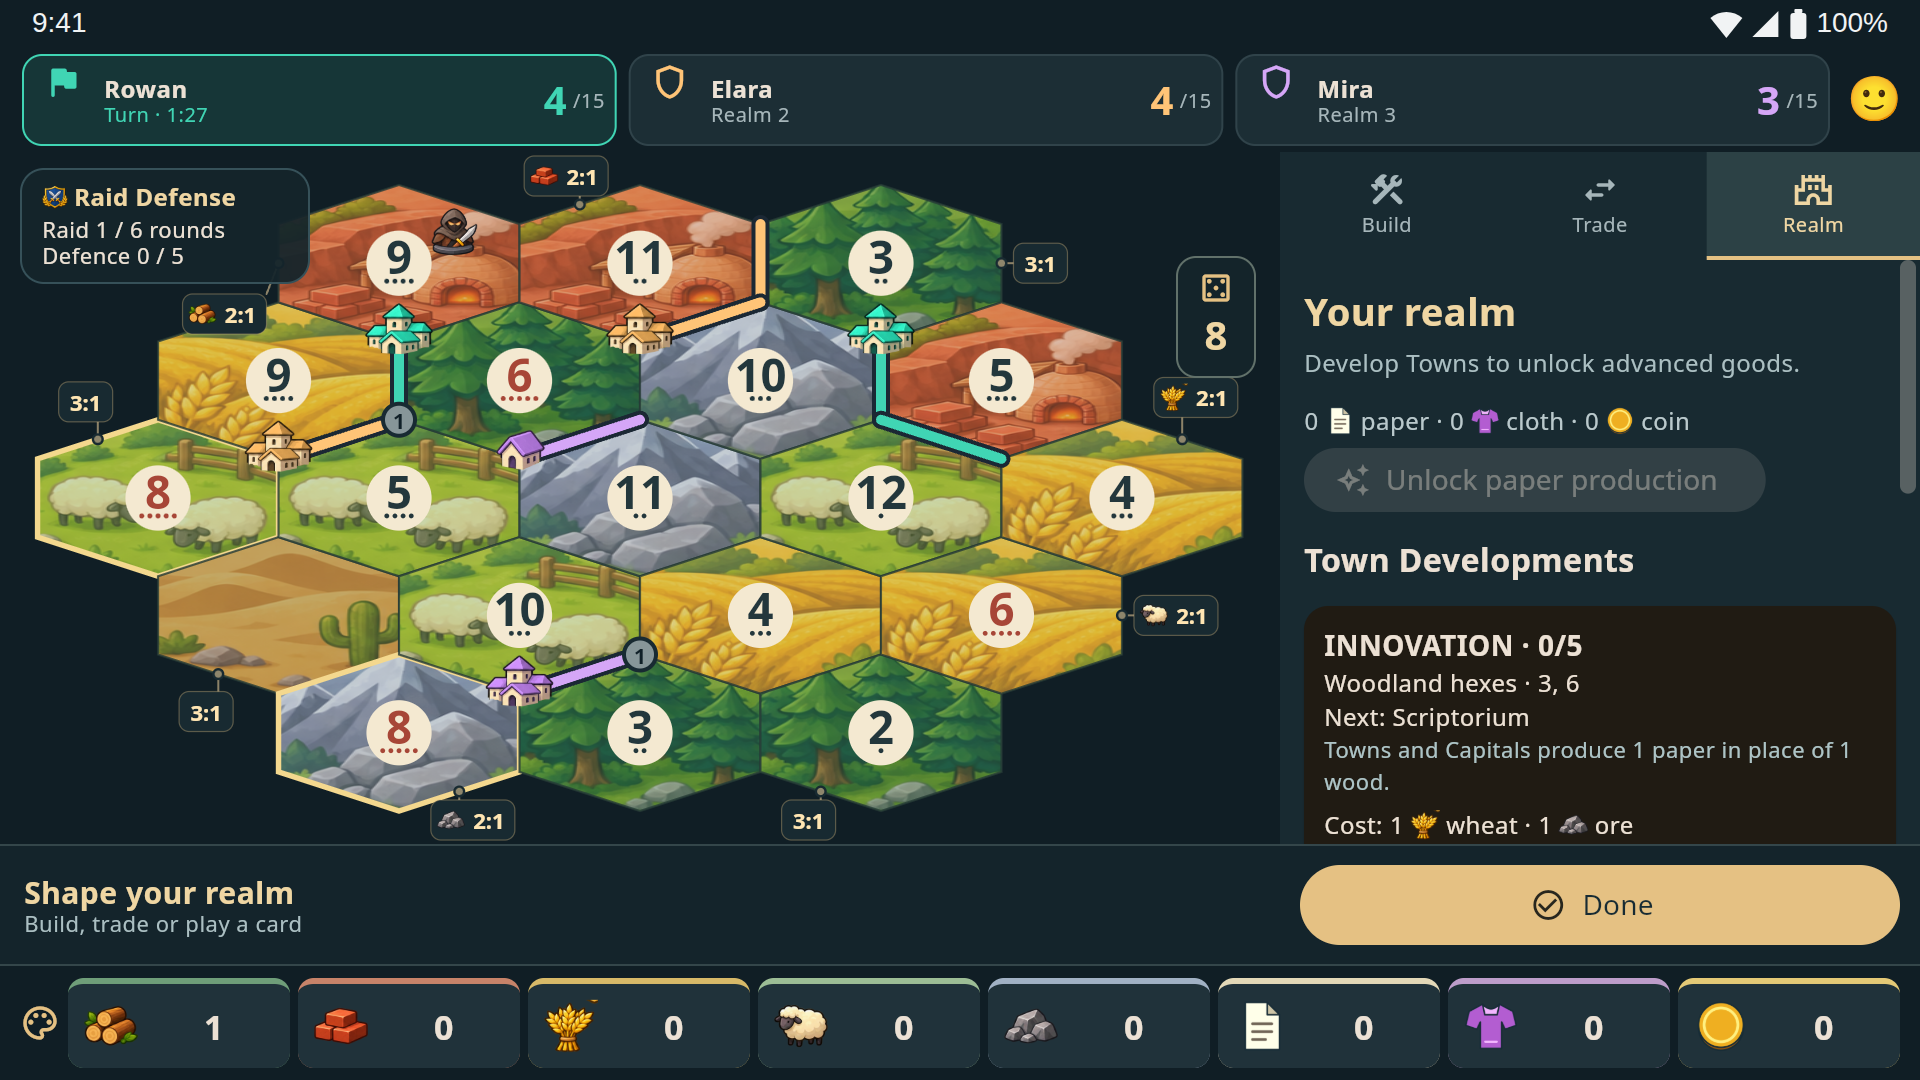 9:41
100%
Rowan
Turn · 1:27
4 /15
Elara
Realm 2
4 /15
Mira
Realm 3
3 /15
Raid Defense
Raid 1 / 6 rounds
Defence 0 / 5
2:1
9
11
3
3:1
2:1
8
9
6
10
5
2:1
3:1
1
8
5
11
12
4
10
4
6
2:1
1
3:1
8
3
2
2:1
3:1
Build
Trade
Realm
Your realm
Develop Towns to unlock advanced goods.
0 paper · 0 cloth · 0 coin
Unlock paper production
Town Developments
INNOVATION · 0/5
Woodland hexes · 3, 6
Next: Scriptorium
Towns and Capitals produce 1 paper in place of 1
wood.
Cost: 1 wheat · 1 ore
Shape your realm
Build, trade or play a card
Done
1
0
0
0
0
0
0
0